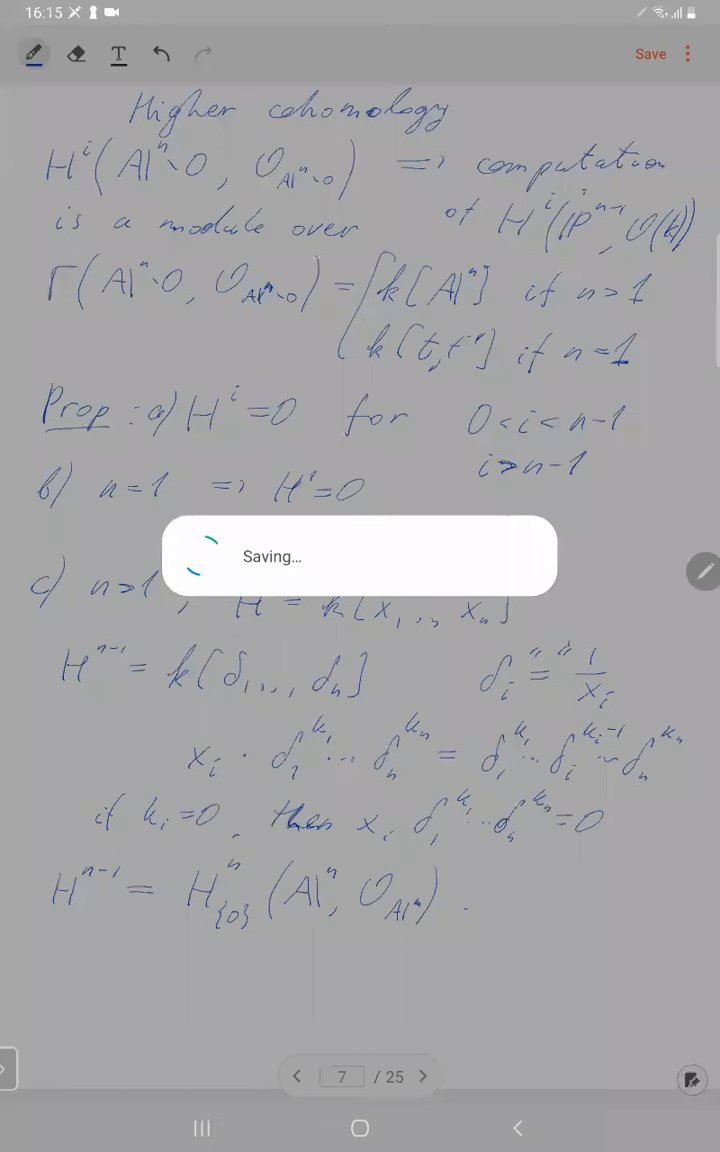 16:15
T
Save
Higher cohomology
H^i(A^n∖0, O_{A^n∖0}) => computation
is a module over of H^i(P^{n-1}, O(k))
Γ(A^n∖0, O_{A^n∖0}) = { k[A^n] if n>1
k[t,t^{-1}] if n=1
Prop: a) H^i=0 for 0<i<n-1
i>n-1
b) n=1 => H^i=0
Saving...
c) n>1, H = k[x_1.., x_n]
H^{n-1} = k[δ_1,.., δ_n] δ_i "=" 1/x_i
x_i · δ_1^{k_1} ... δ_n^{k_n} = δ_1^{k_1} ... δ_i^{k_i-1} ... δ_n^{k_n}
if k_i=0, then x_i δ_1^{k_1} ... δ_n^{k_n} = 0
H^{n-1} = H^n_{{0}}(A^n, O_{A^n}).
7 / 25